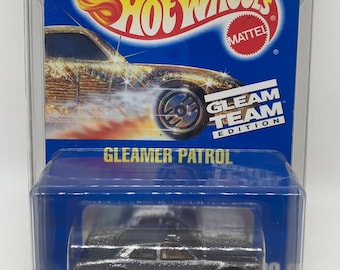 HOT WHEELS
MATTEL
GLEAM
TEAM
EDITION
GLEAMER PATROL